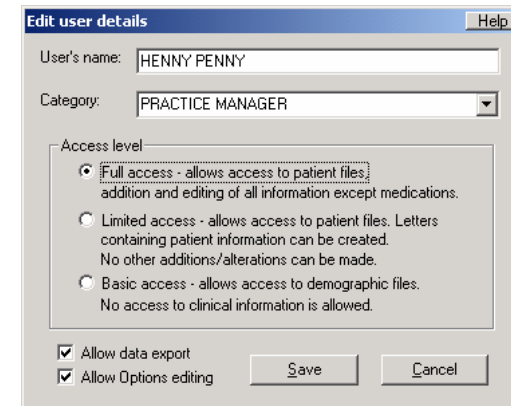 Edit user details
Help
User's name:
HENNY PENNY
Category:
PRACTICE MANAGER
Access level
Full access - allows access to patient files,
addition and editing of all information except medications.
Limited access - allows access to patient files. Letters
containing patient information can be created.
No other additions/alterations can be made.
Basic access - allows access to demographic files.
No access to clinical information is allowed.
Allow data export
Allow Options editing
Save
Cancel